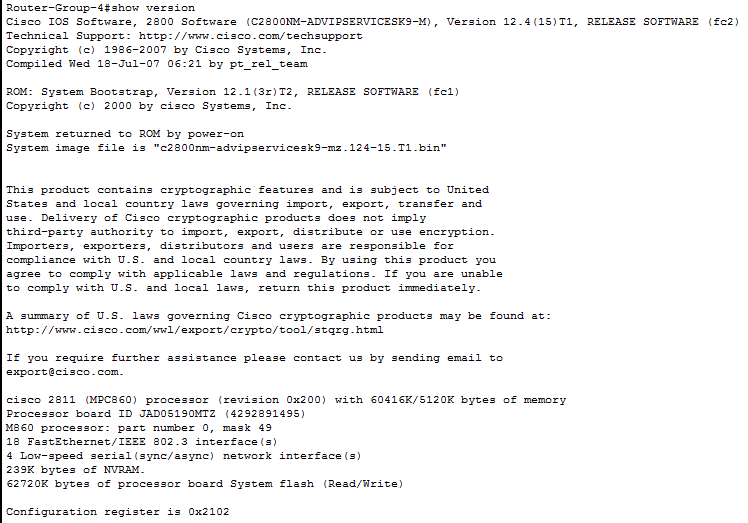 Router-Group-4#show version
Cisco IOS Software, 2800 Software (C2800NM-ADVIPSERVICESK9-M), Version 12.4(15)T1, RELEASE SOFTWARE (fc2)
Technical Support: http://www.cisco.com/techsupport
Copyright (c) 1986-2007 by Cisco Systems, Inc.
Compiled Wed 18-Jul-07 06:21 by pt_rel_team
ROM: System Bootstrap, Version 12.1(3r)T2, RELEASE SOFTWARE (fc1)
Copyright (c) 2000 by cisco Systems, Inc.
System returned to ROM by power-on
System image file is "c2800nm-advipservicesk9-mz.124-15.T1.bin"
This product contains cryptographic features and is subject to United
States and local country laws governing import, export, transfer and
use. Delivery of Cisco cryptographic products does not imply
third-party authority to import, export, distribute or use encryption.
Importers, exporters, distributors and users are responsible for
compliance with U.S. and local country laws. By using this product you
agree to comply with applicable laws and regulations. If you are unable
to comply with U.S. and local laws, return this product immediately.
A summary of U.S. laws governing Cisco cryptographic products may be found at:
http://www.cisco.com/wwl/export/crypto/tool/stqrg.html
If you require further assistance please contact us by sending email to
export@cisco.com.
cisco 2811 (MPC860) processor (revision 0x200) with 60416K/5120K bytes of memory
Processor board ID JAD05190MTZ (4292891495)
M860 processor: part number 0, mask 49
18 FastEthernet/IEEE 802.3 interface(s)
4 Low-speed serial(sync/async) network interface(s)
239K bytes of NVRAM.
62720K bytes of processor board System flash (Read/Write)
Configuration register is 0x2102